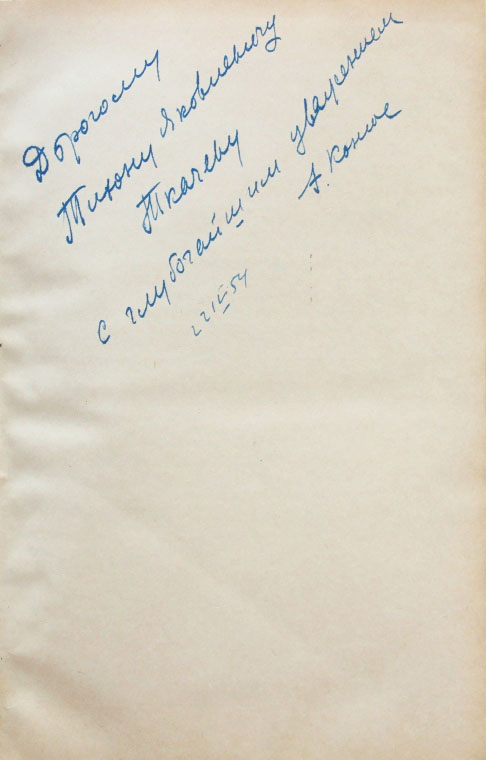 Дорогому
Тихону Яковлевичу
Ткачеву
с глубочайшим уважением
А.